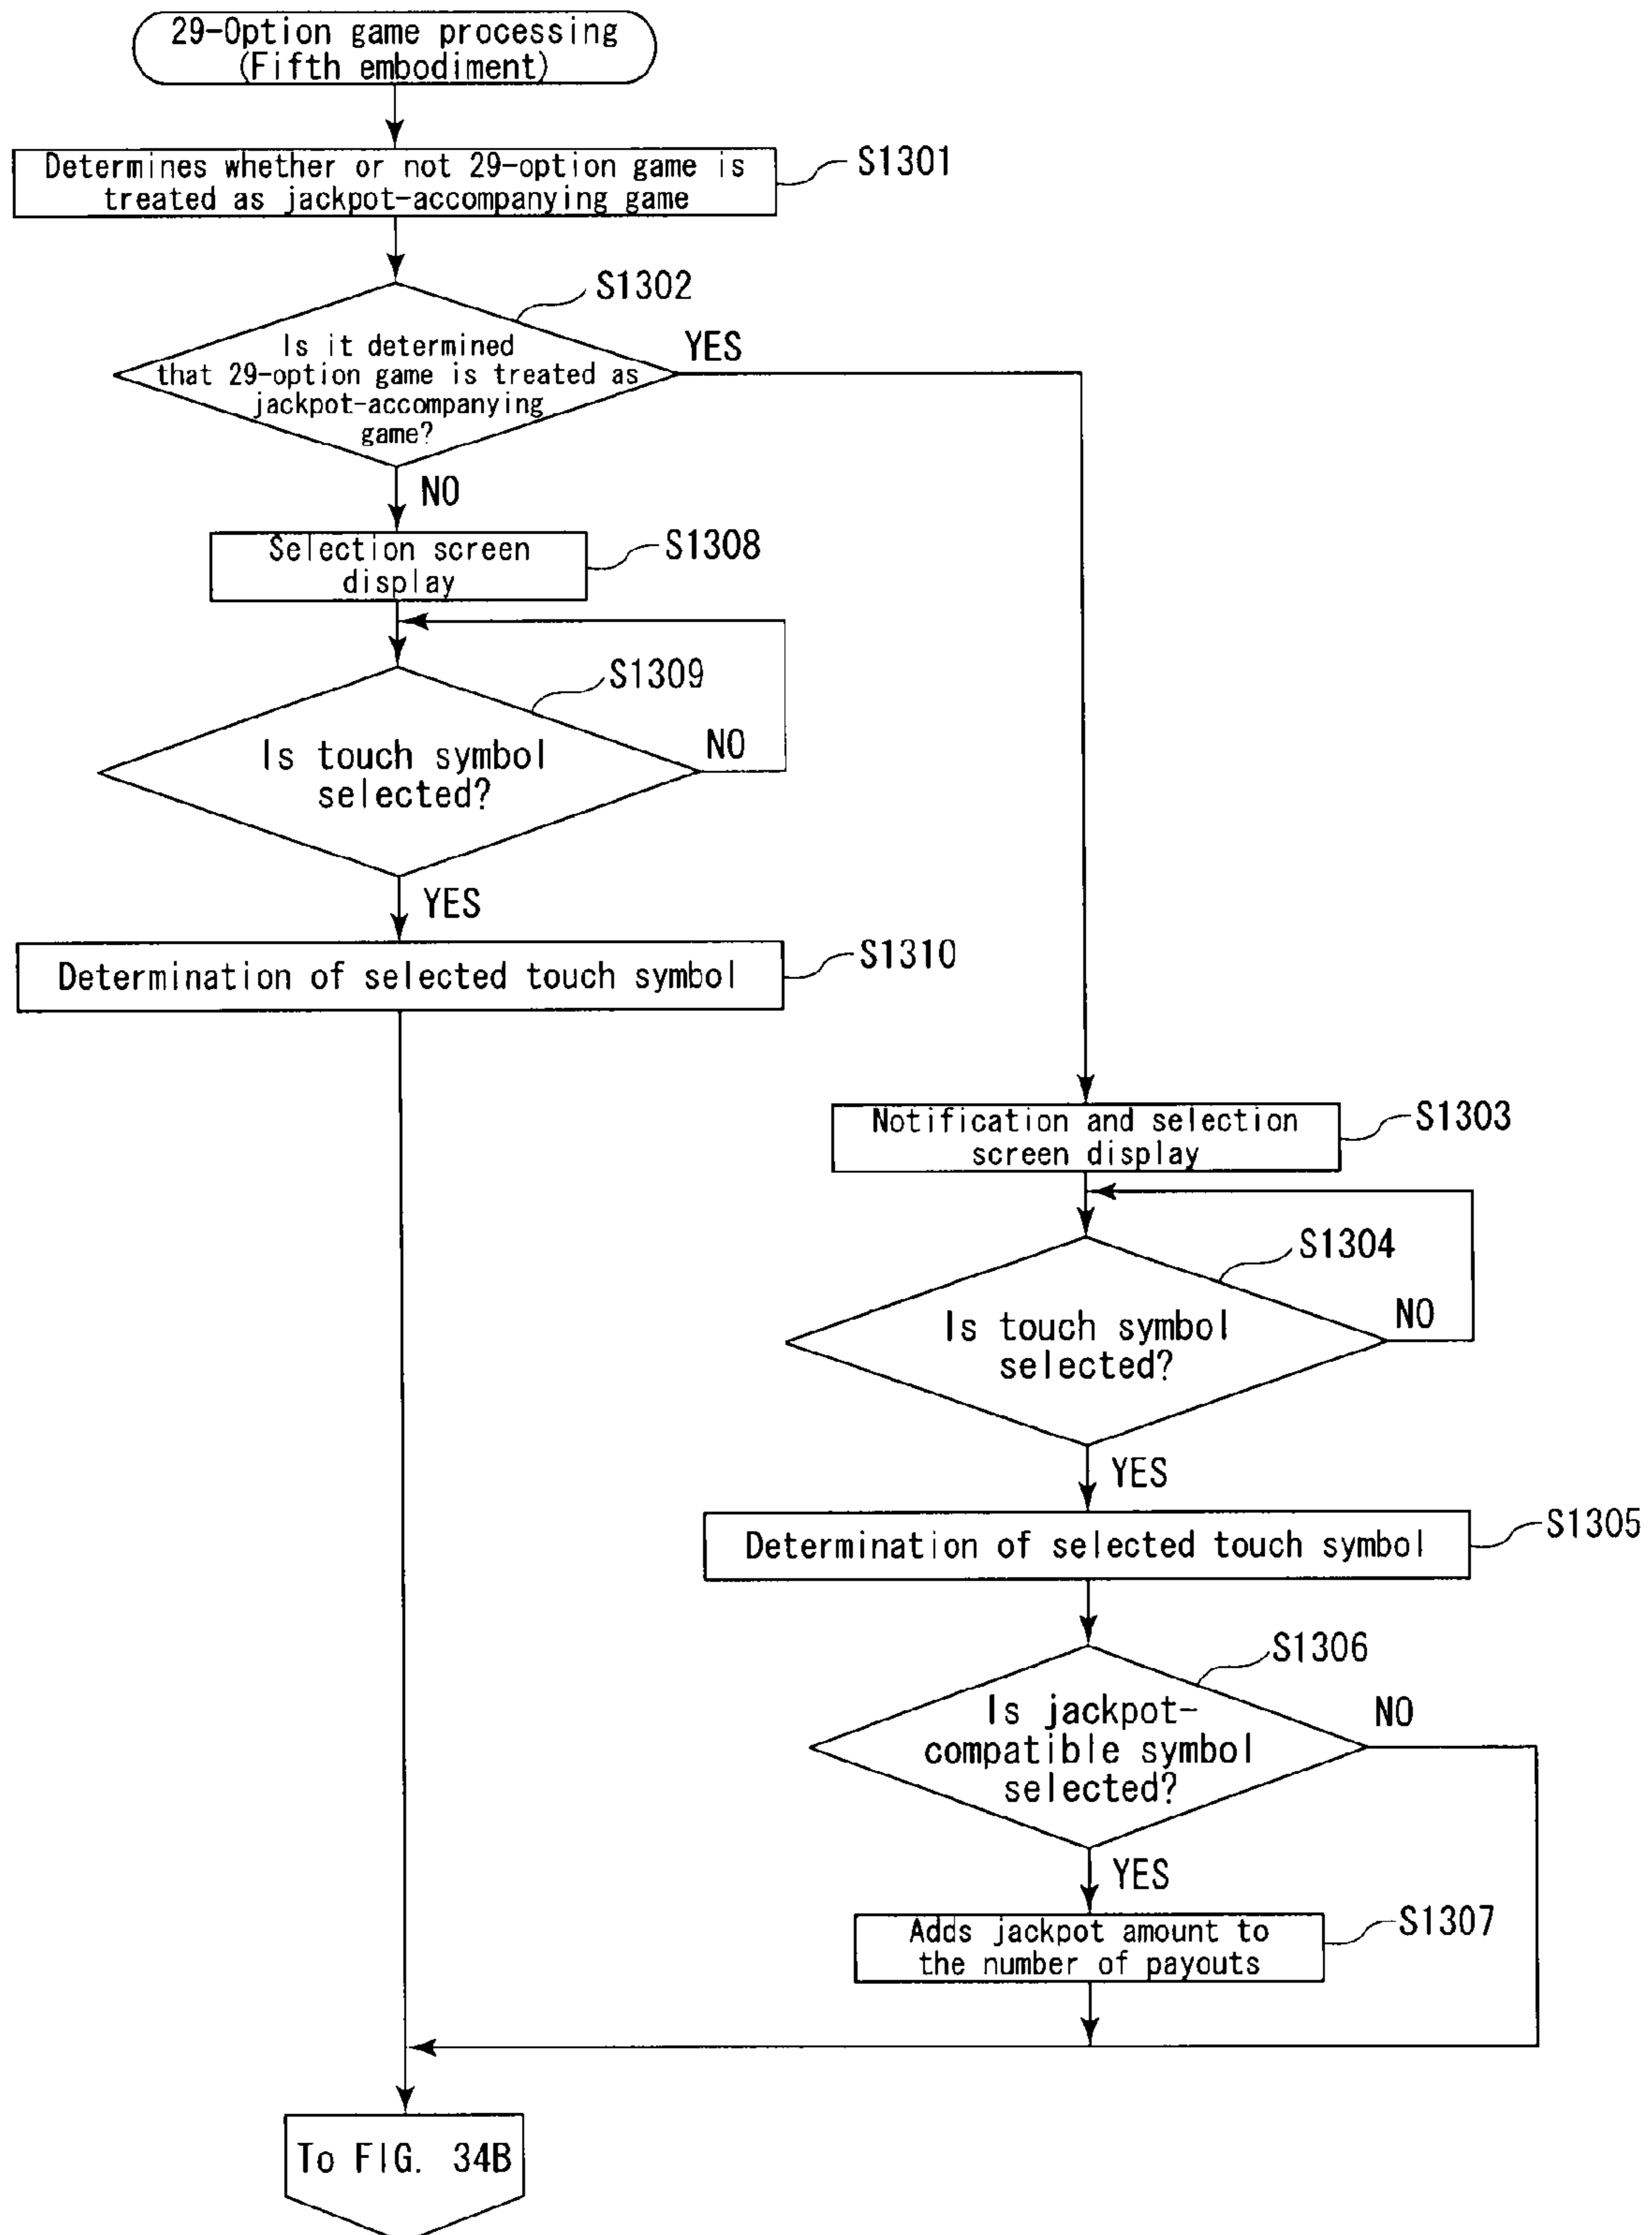 29-Option game processing
(Fifth embodiment)
Determines whether or not 29-option game is
treated as jackpot-accompanying game
S1301
S1302
Is it determined
that 29-option game is treated as
jackpot-accompanying
game?
YES
NO
Selection screen
display
S1308
S1309
Is touch symbol
selected?
NO
YES
Determination of selected touch symbol
S1310
Notification and selection
screen display
S1303
S1304
Is touch symbol
selected?
NO
YES
Determination of selected touch symbol
S1305
S1306
Is jackpot-
compatible symbol
selected?
NO
YES
Adds jackpot amount to
the number of payouts
S1307
To FIG. 34B